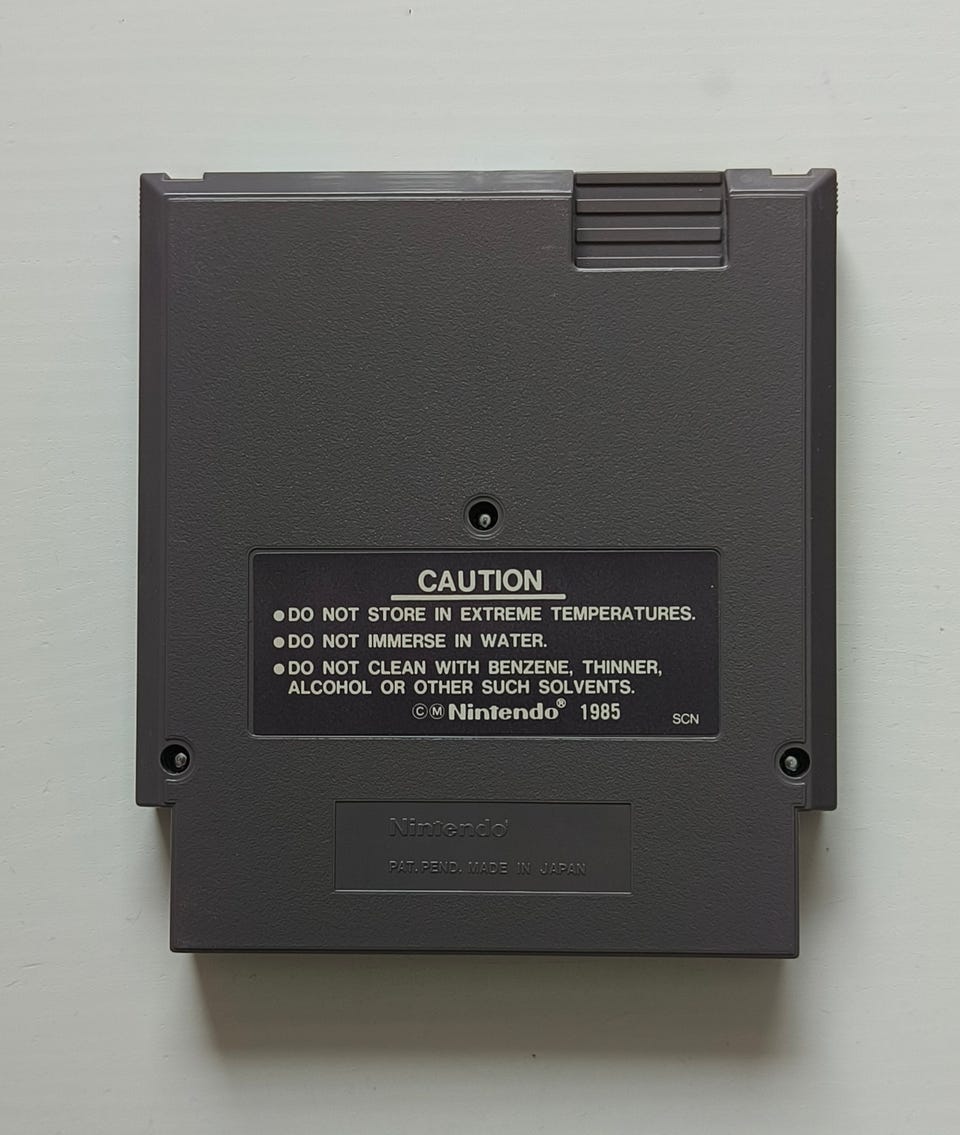 CAUTION
●DO NOT STORE IN EXTREME TEMPERATURES.
●DO NOT IMMERSE IN WATER.
●DO NOT CLEAN WITH BENZENE, THINNER,
ALCOHOL OR OTHER SUCH SOLVENTS.
ⒸⓂ Nintendo® 1985
SCN
Nintendo
PAT. PEND. MADE IN JAPAN